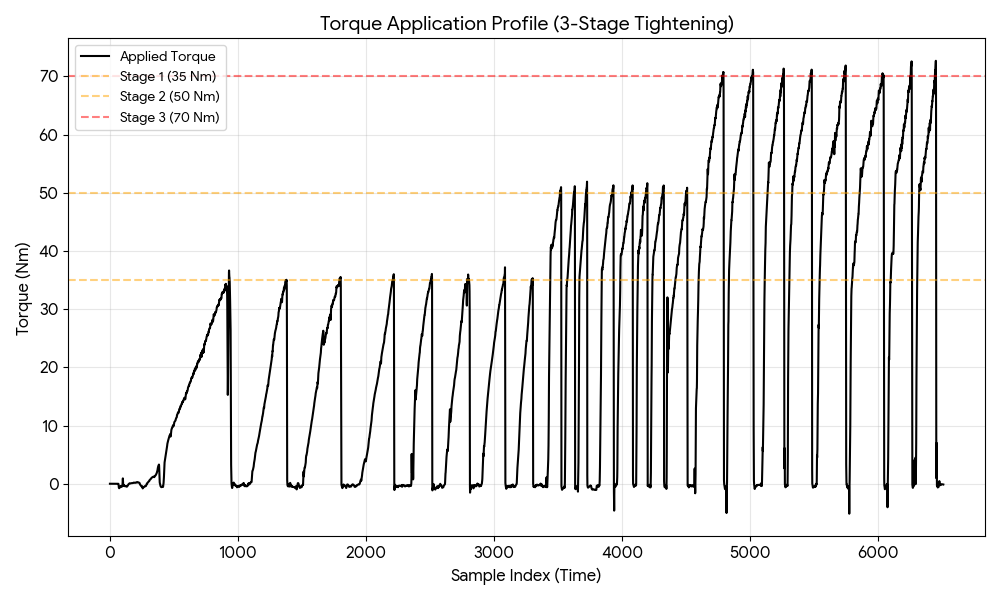 Torque Application Profile (3-Stage Tightening)
Applied Torque
Stage 1 (35 Nm)
Stage 2 (50 Nm)
Stage 3 (70 Nm)
Torque (Nm)
70
60
50
40
30
20
10
0
0 1000 2000 3000 4000 5000 6000
Sample Index (Time)